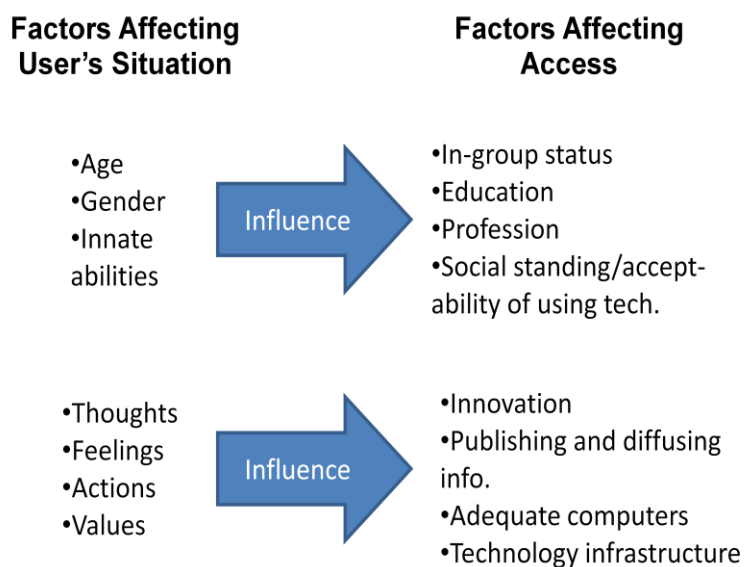 Factors Affecting
User's Situation
Factors Affecting
Access
•Age
•Gender
•Innate
abilities
Influence
•In-group status
•Education
•Profession
•Social standing/accept-
ability of using tech.
•Thoughts
•Feelings
•Actions
•Values
Influence
•Innovation
•Publishing and diffusing
info.
•Adequate computers
•Technology infrastructure